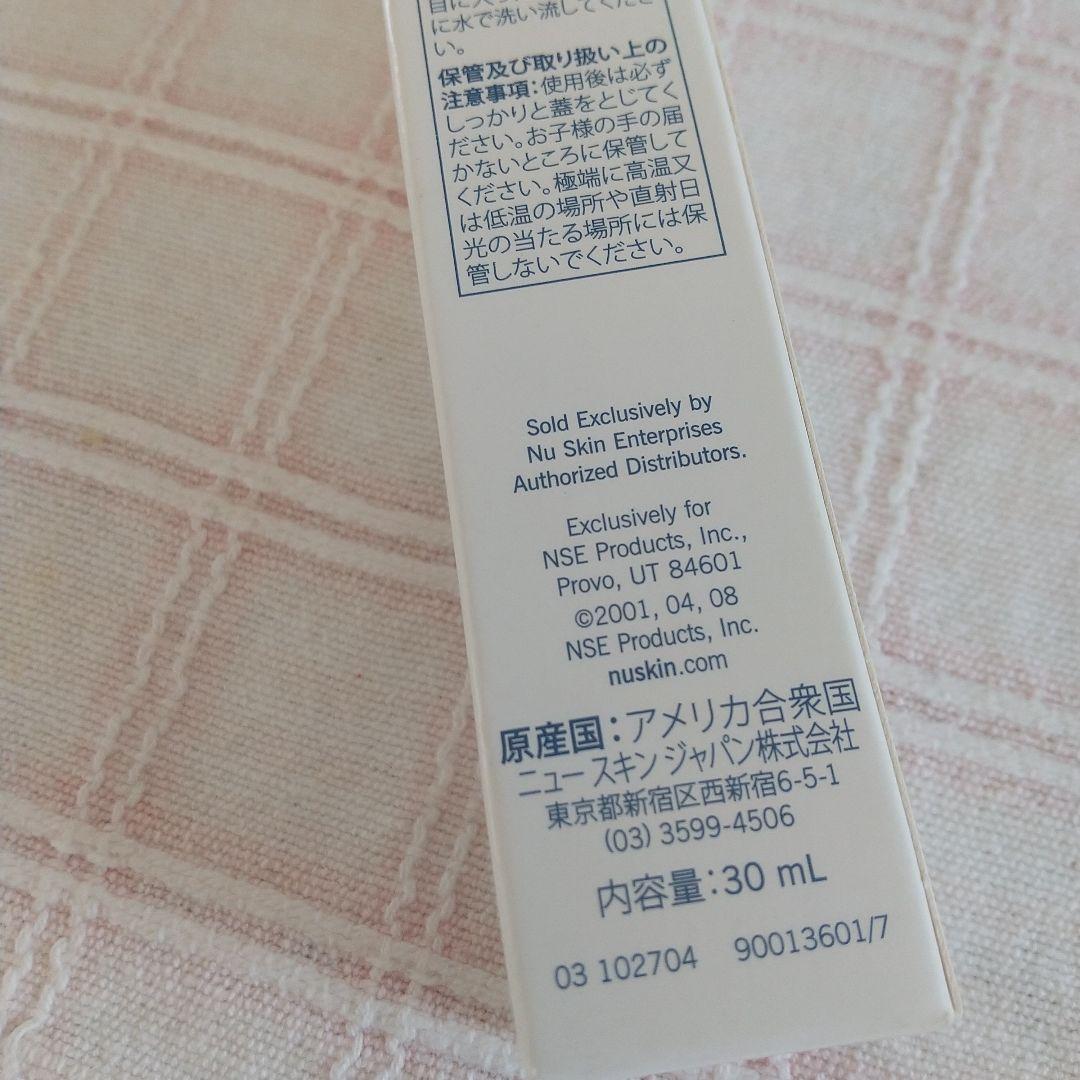 に水で洗い流してくださ
い。
保管及び取り扱い上の
注意事項：使用後は必ず
しっかりと蓋をとじてく
ださい。お子様の手の届
かないところに保管して
ください。極端に高温又
は低温の場所や直射日
光の当たる場所には保
管しないでください。
Sold Exclusively by
Nu Skin Enterprises
Authorized Distributors.
Exclusively for
NSE Products, Inc.,
Provo, UT 84601
©2001, 04, 08
NSE Products, Inc.
nuskin.com
原産国：アメリカ合衆国
ニュー スキン ジャパン株式会社
東京都新宿区西新宿6-5-1
(03) 3599-4506
内容量：30 mL
03 102704 90013601/7